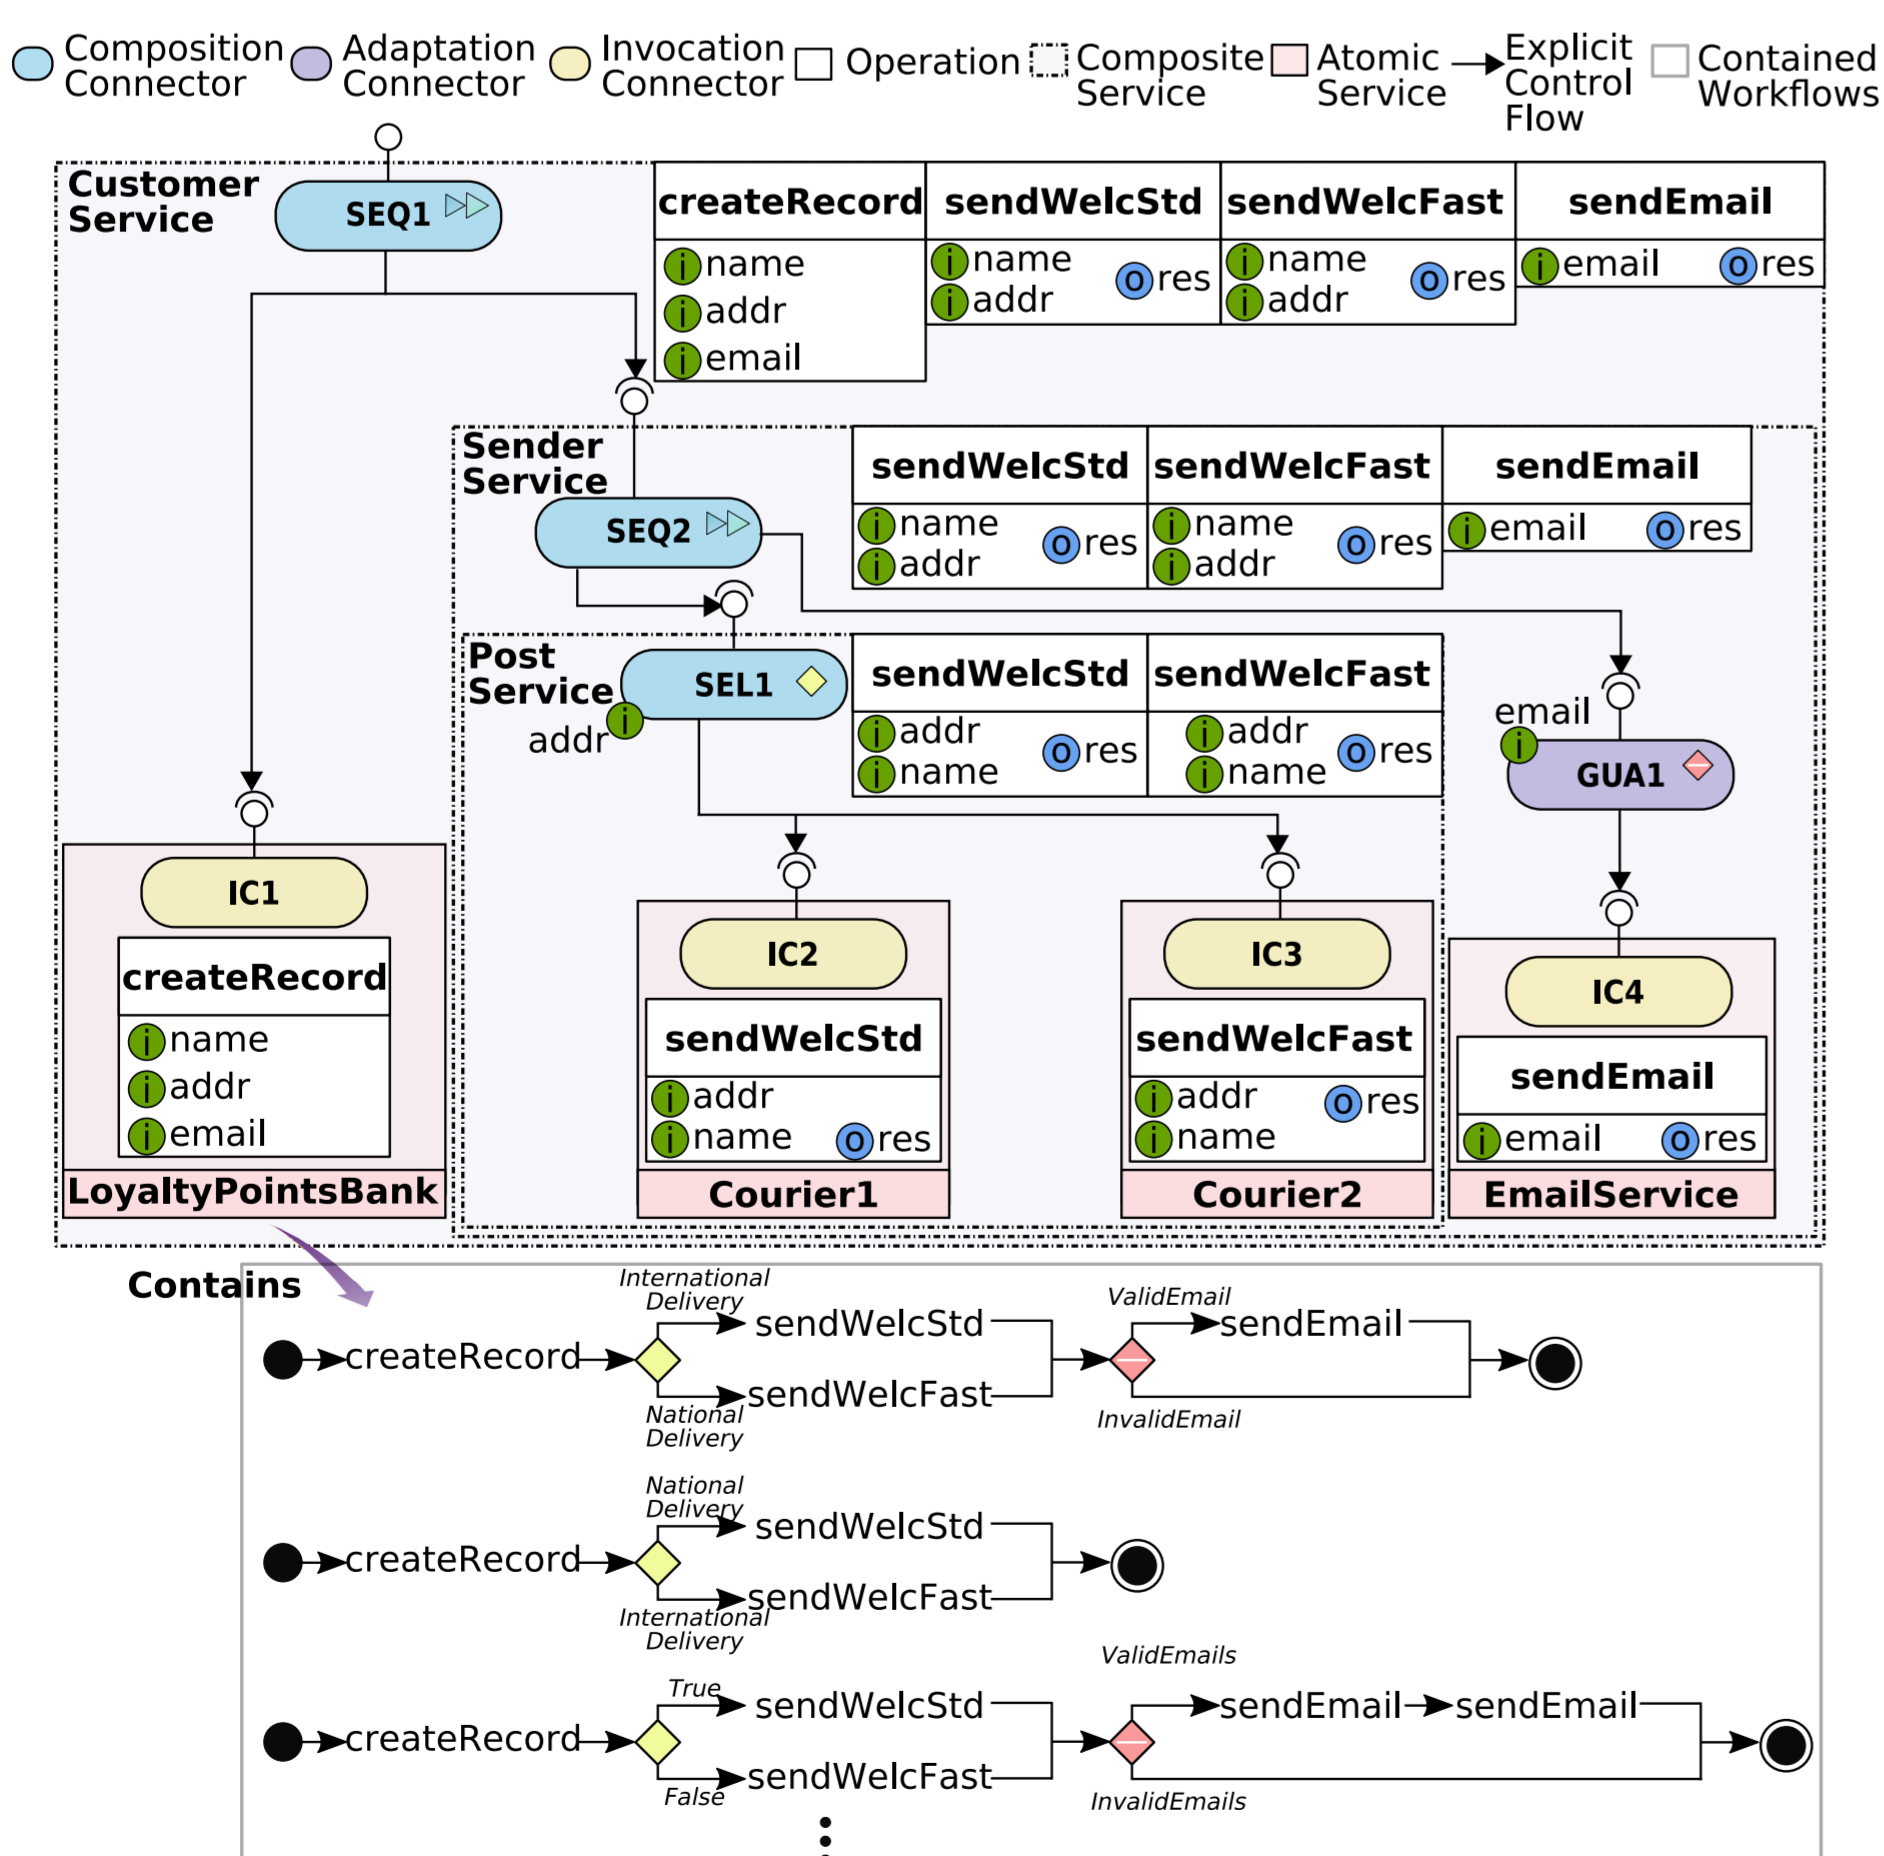 Composition
Connector
Adaptation
Connector
Invocation
Connector
Operation
Composite
Service
Atomic
Service
Explicit
Control
Flow
Contained
Workflows
Customer
Service
SEQ1
createRecord
i name
i addr
i email
sendWelcStd
i name
i addr
o res
sendWelcFast
i name
i addr
o res
sendEmail
i email o res
Sender
Service
SEQ2
sendWelcStd
i name
i addr
o res
sendWelcFast
i name
i addr
o res
sendEmail
i email o res
Post
Service
SEL1
i
addr
sendWelcStd
i addr
i name
o res
sendWelcFast
i addr
i name
o res
email
i
GUA1
IC1
createRecord
i name
i addr
i email
LoyaltyPointsBank
IC2
sendWelcStd
i addr
i name o res
Courier1
IC3
sendWelcFast
i addr o res
i name
Courier2
IC4
sendEmail
i email o res
EmailService
Contains
createRecord
International
Delivery
sendWelcStd
sendWelcFast
National
Delivery
ValidEmail
sendEmail
InvalidEmail
createRecord
National
Delivery
sendWelcStd
sendWelcFast
International
Delivery
createRecord
True
sendWelcStd
sendWelcFast
False
ValidEmails
sendEmail sendEmail
InvalidEmails